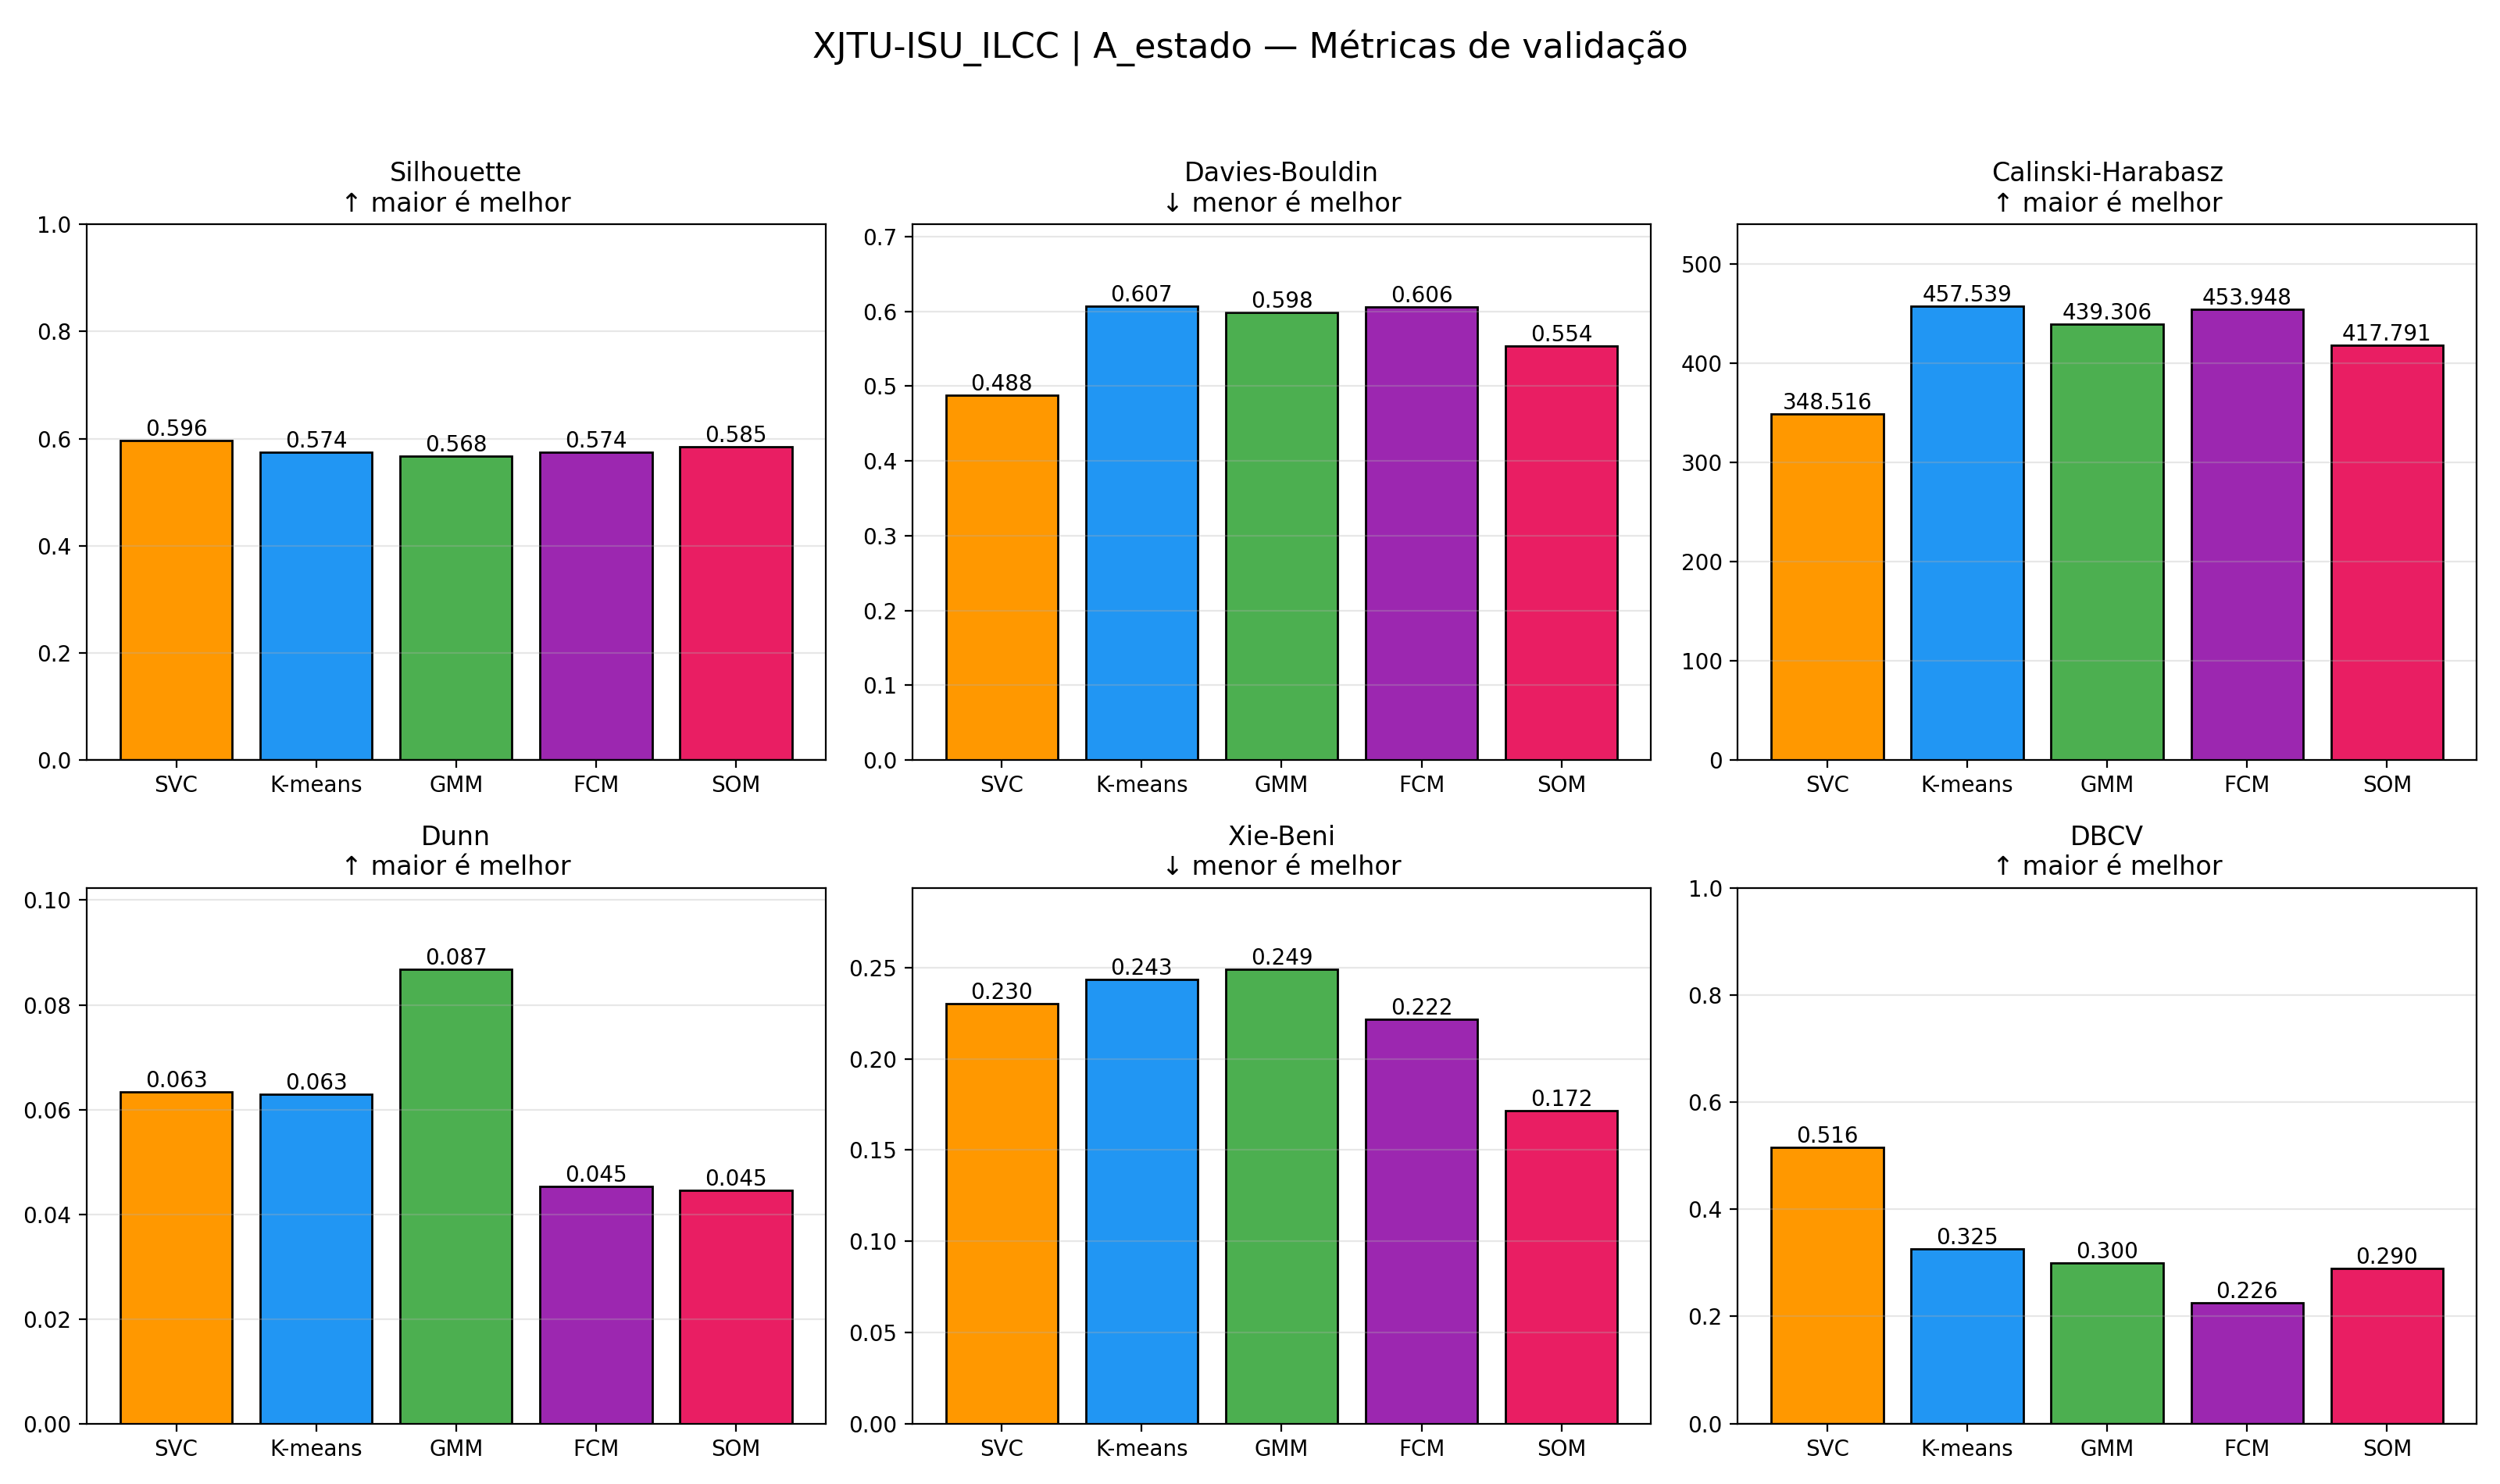 XJTU-ISU_ILCC | A_estado — Métricas de validação
Silhouette
↑ maior é melhor
1.0
0.8
0.6
0.4
0.2
0.0
0.596
0.574
0.568
0.574
0.585
SVC
K-means
GMM
FCM
SOM
Davies-Bouldin
↓ menor é melhor
0.7
0.6
0.5
0.4
0.3
0.2
0.1
0.0
0.488
0.607
0.598
0.606
0.554
SVC
K-means
GMM
FCM
SOM
Calinski-Harabasz
↑ maior é melhor
500
400
300
200
100
0
348.516
457.539
439.306
453.948
417.791
SVC
K-means
GMM
FCM
SOM
Dunn
↑ maior é melhor
0.10
0.08
0.06
0.04
0.02
0.00
0.063
0.063
0.087
0.045
0.045
SVC
K-means
GMM
FCM
SOM
Xie-Beni
↓ menor é melhor
0.25
0.20
0.15
0.10
0.05
0.00
0.230
0.243
0.249
0.222
0.172
SVC
K-means
GMM
FCM
SOM
DBCV
↑ maior é melhor
1.0
0.8
0.6
0.4
0.2
0.0
0.516
0.325
0.300
0.226
0.290
SVC
K-means
GMM
FCM
SOM